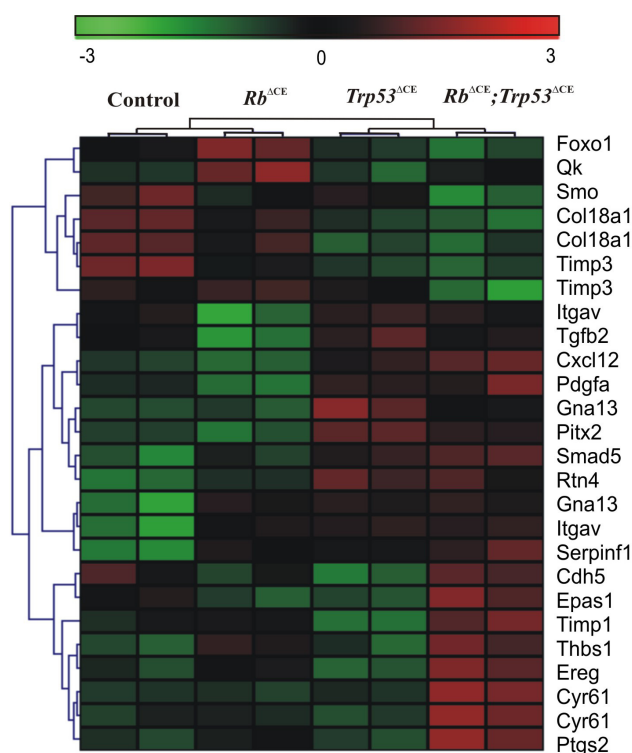 -3 0 3
Control Rb^ΔCE Trp53^ΔCE Rb^ΔCE;Trp53^ΔCE
Foxo1
Qk
Smo
Col18a1
Col18a1
Timp3
Timp3
Itgav
Tgfb2
Cxcl12
Pdgfa
Gna13
Pitx2
Smad5
Rtn4
Gna13
Itgav
Serpinf1
Cdh5
Epas1
Timp1
Thbs1
Ereg
Cyr61
Cyr61
Ptgs2